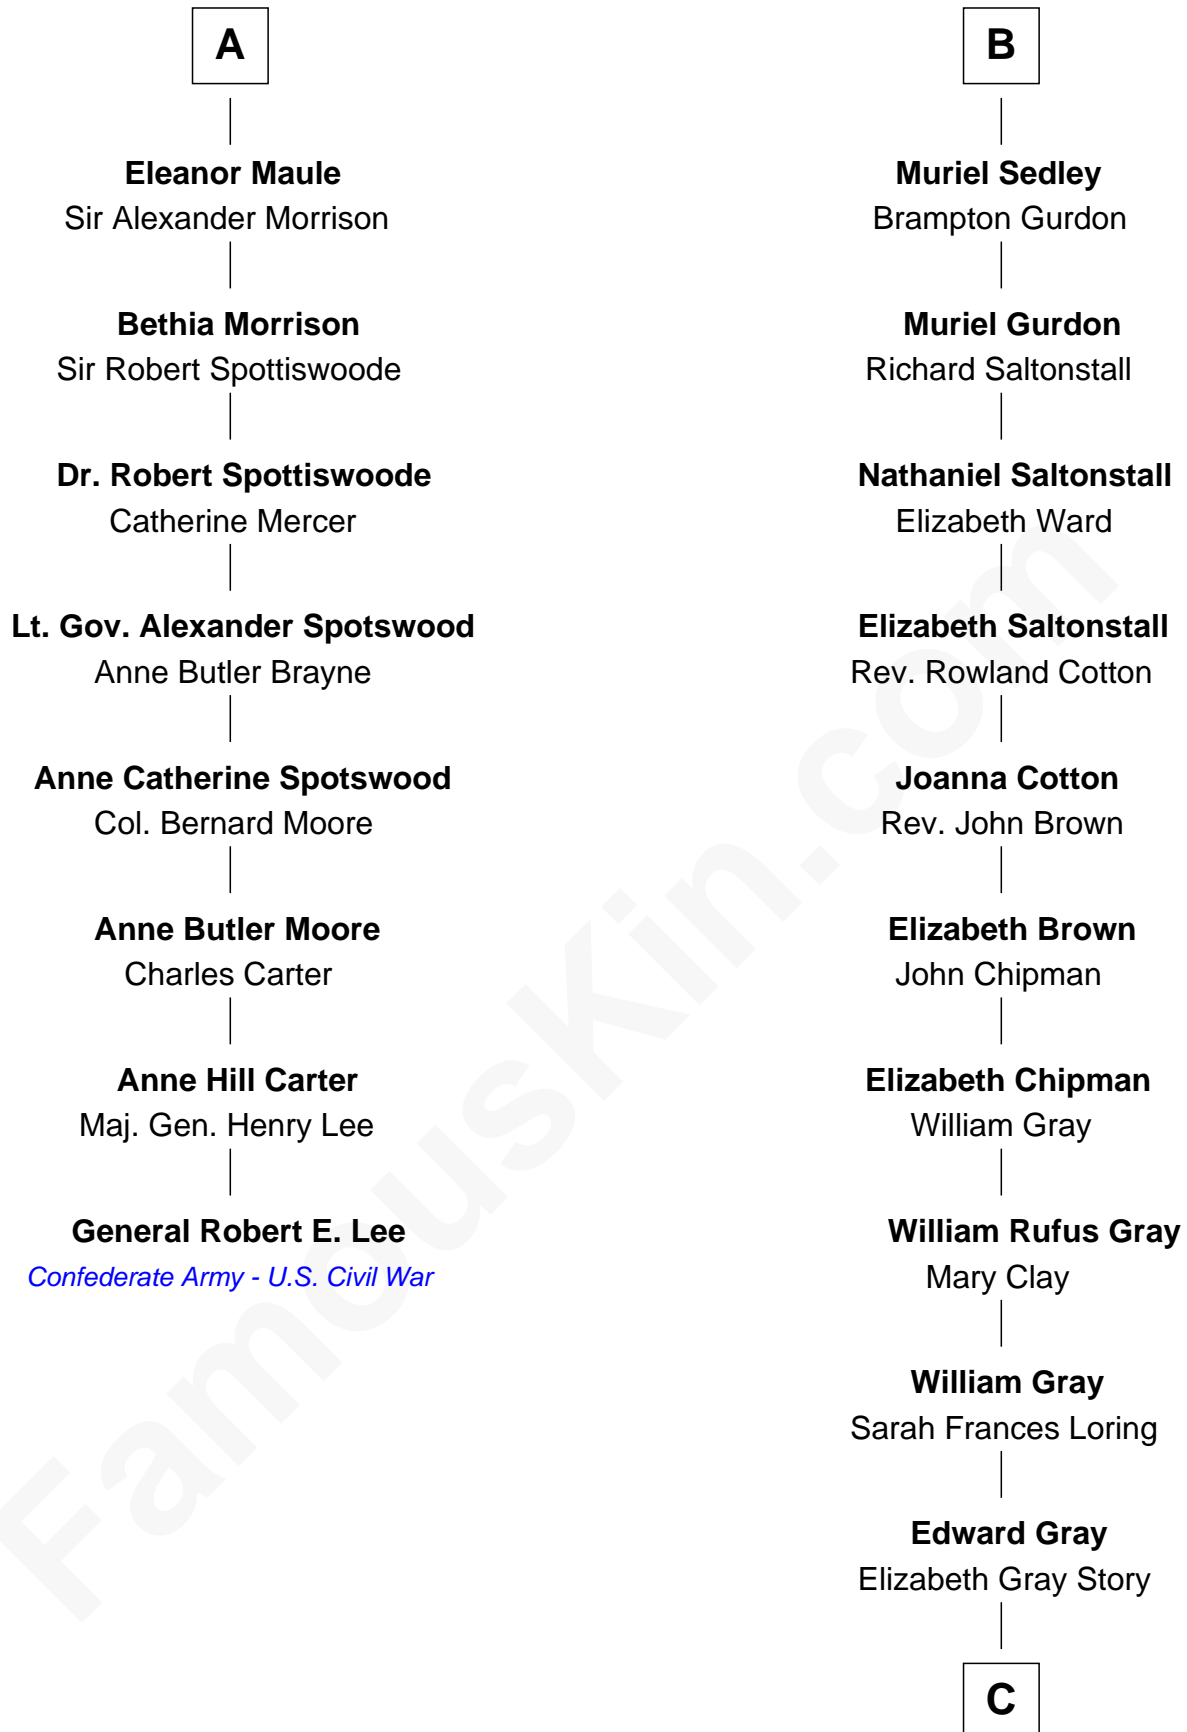 A
Eleanor Maule
Sir Alexander Morrison
Bethia Morrison
Sir Robert Spottiswoode
Dr. Robert Spottiswoode
Catherine Mercer
Lt. Gov. Alexander Spotswood
Anne Butler Brayne
Anne Catherine Spotswood
Col. Bernard Moore
Anne Butler Moore
Charles Carter
Anne Hill Carter
Maj. Gen. Henry Lee
General Robert E. Lee
Confederate Army - U.S. Civil War
B
Muriel Sedley
Brampton Gurdon
Muriel Gurdon
Richard Saltonstall
Nathaniel Saltonstall
Elizabeth Ward
Elizabeth Saltonstall
Rev. Rowland Cotton
Joanna Cotton
Rev. John Brown
Elizabeth Brown
John Chipman
Elizabeth Chipman
William Gray
William Rufus Gray
Mary Clay
William Gray
Sarah Frances Loring
Edward Gray
Elizabeth Gray Story
C
FamousKin.com